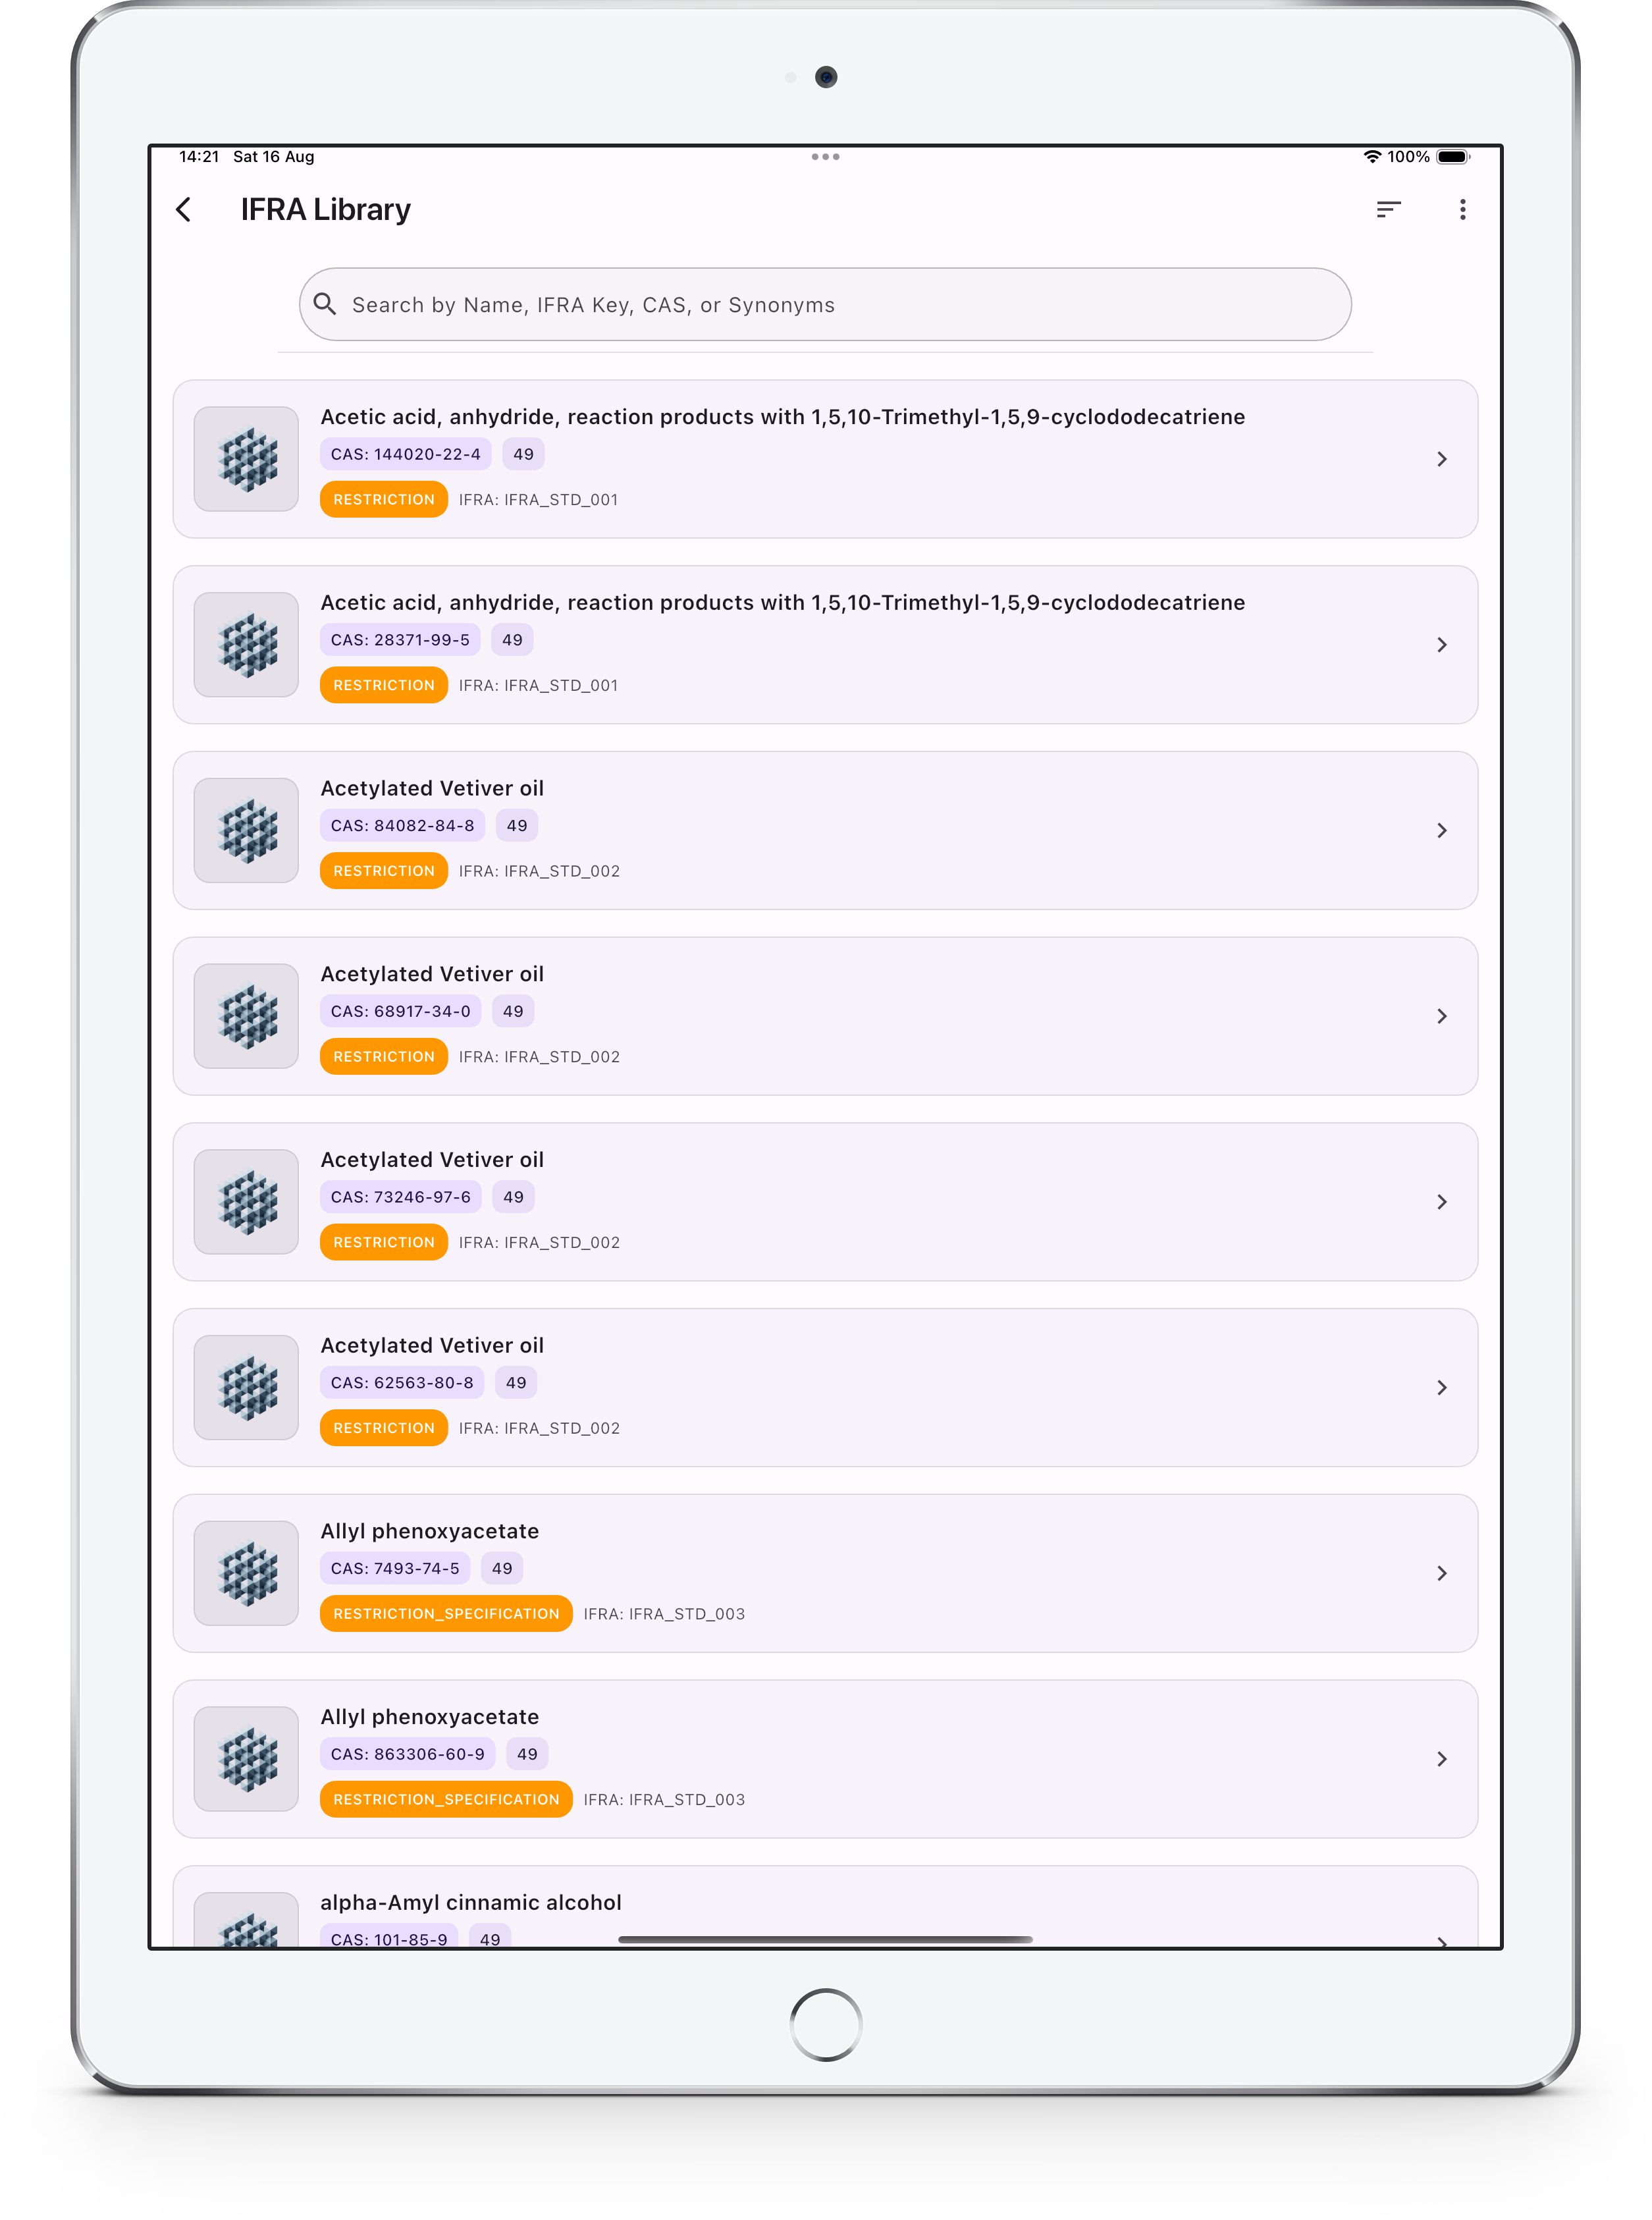 14:21 Sat 16 Aug
100%
IFRA Library
Search by Name, IFRA Key, CAS, or Synonyms
Acetic acid, anhydride, reaction products with 1,5,10-Trimethyl-1,5,9-cyclododecatriene
CAS: 144020-22-4 49
RESTRICTION IFRA: IFRA_STD_001
Acetic acid, anhydride, reaction products with 1,5,10-Trimethyl-1,5,9-cyclododecatriene
CAS: 28371-99-5 49
RESTRICTION IFRA: IFRA_STD_001
Acetylated Vetiver oil
CAS: 84082-84-8 49
RESTRICTION IFRA: IFRA_STD_002
Acetylated Vetiver oil
CAS: 68917-34-0 49
RESTRICTION IFRA: IFRA_STD_002
Acetylated Vetiver oil
CAS: 73246-97-6 49
RESTRICTION IFRA: IFRA_STD_002
Acetylated Vetiver oil
CAS: 62563-80-8 49
RESTRICTION IFRA: IFRA_STD_002
Allyl phenoxyacetate
CAS: 7493-74-5 49
RESTRICTION_SPECIFICATION IFRA: IFRA_STD_003
Allyl phenoxyacetate
CAS: 863306-60-9 49
RESTRICTION_SPECIFICATION IFRA: IFRA_STD_003
alpha-Amyl cinnamic alcohol
CAS: 101-85-9 49